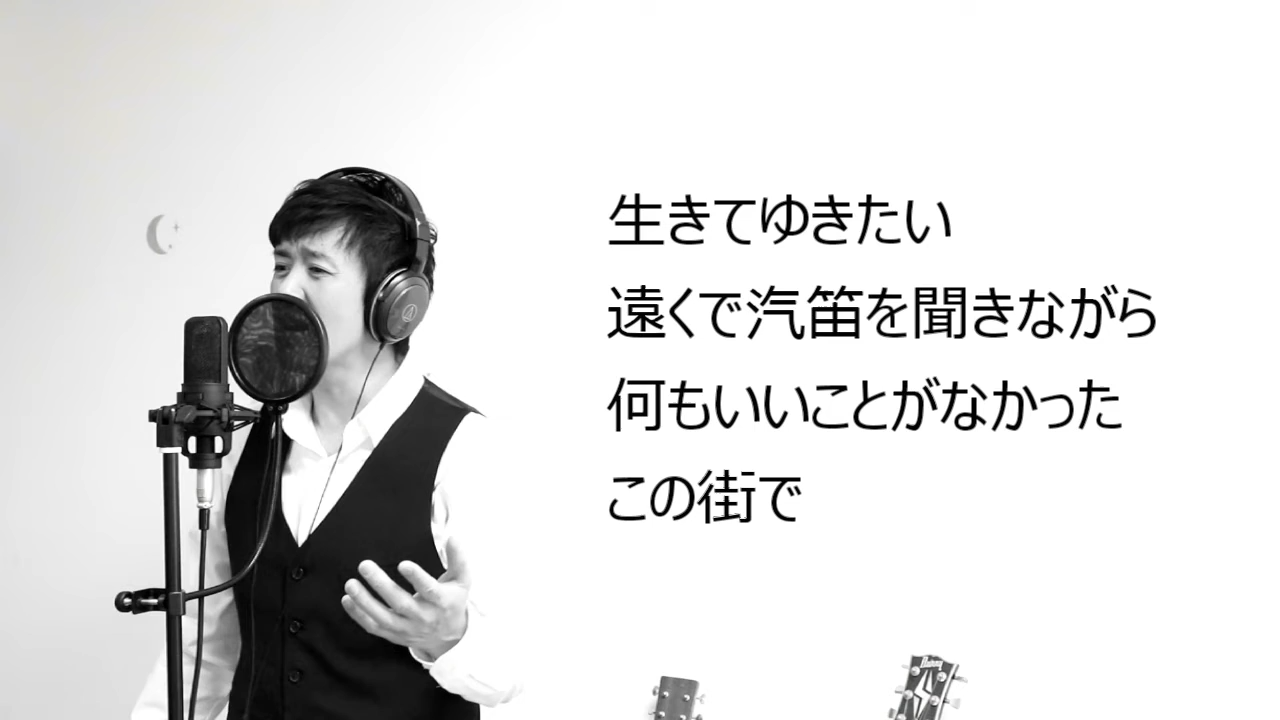 生きてゆきたい
遠くで汽笛を聞きながら
何もいいことがなかった
この街で
Burny